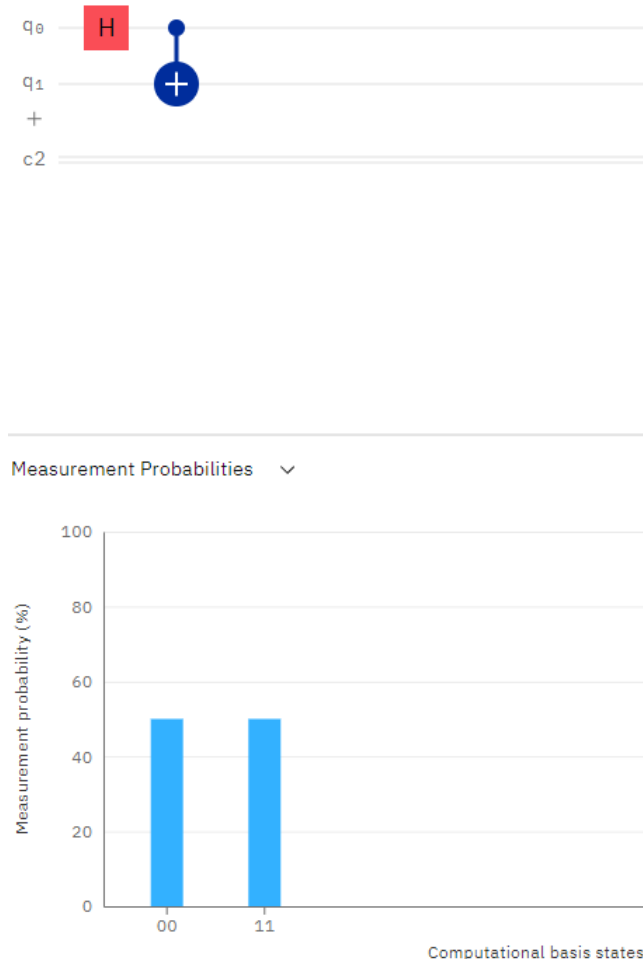 q0
H
q1
+
c2
Measurement Probabilities
100
80
60
40
20
0
Measurement probability (%)
00
11
Computational basis states